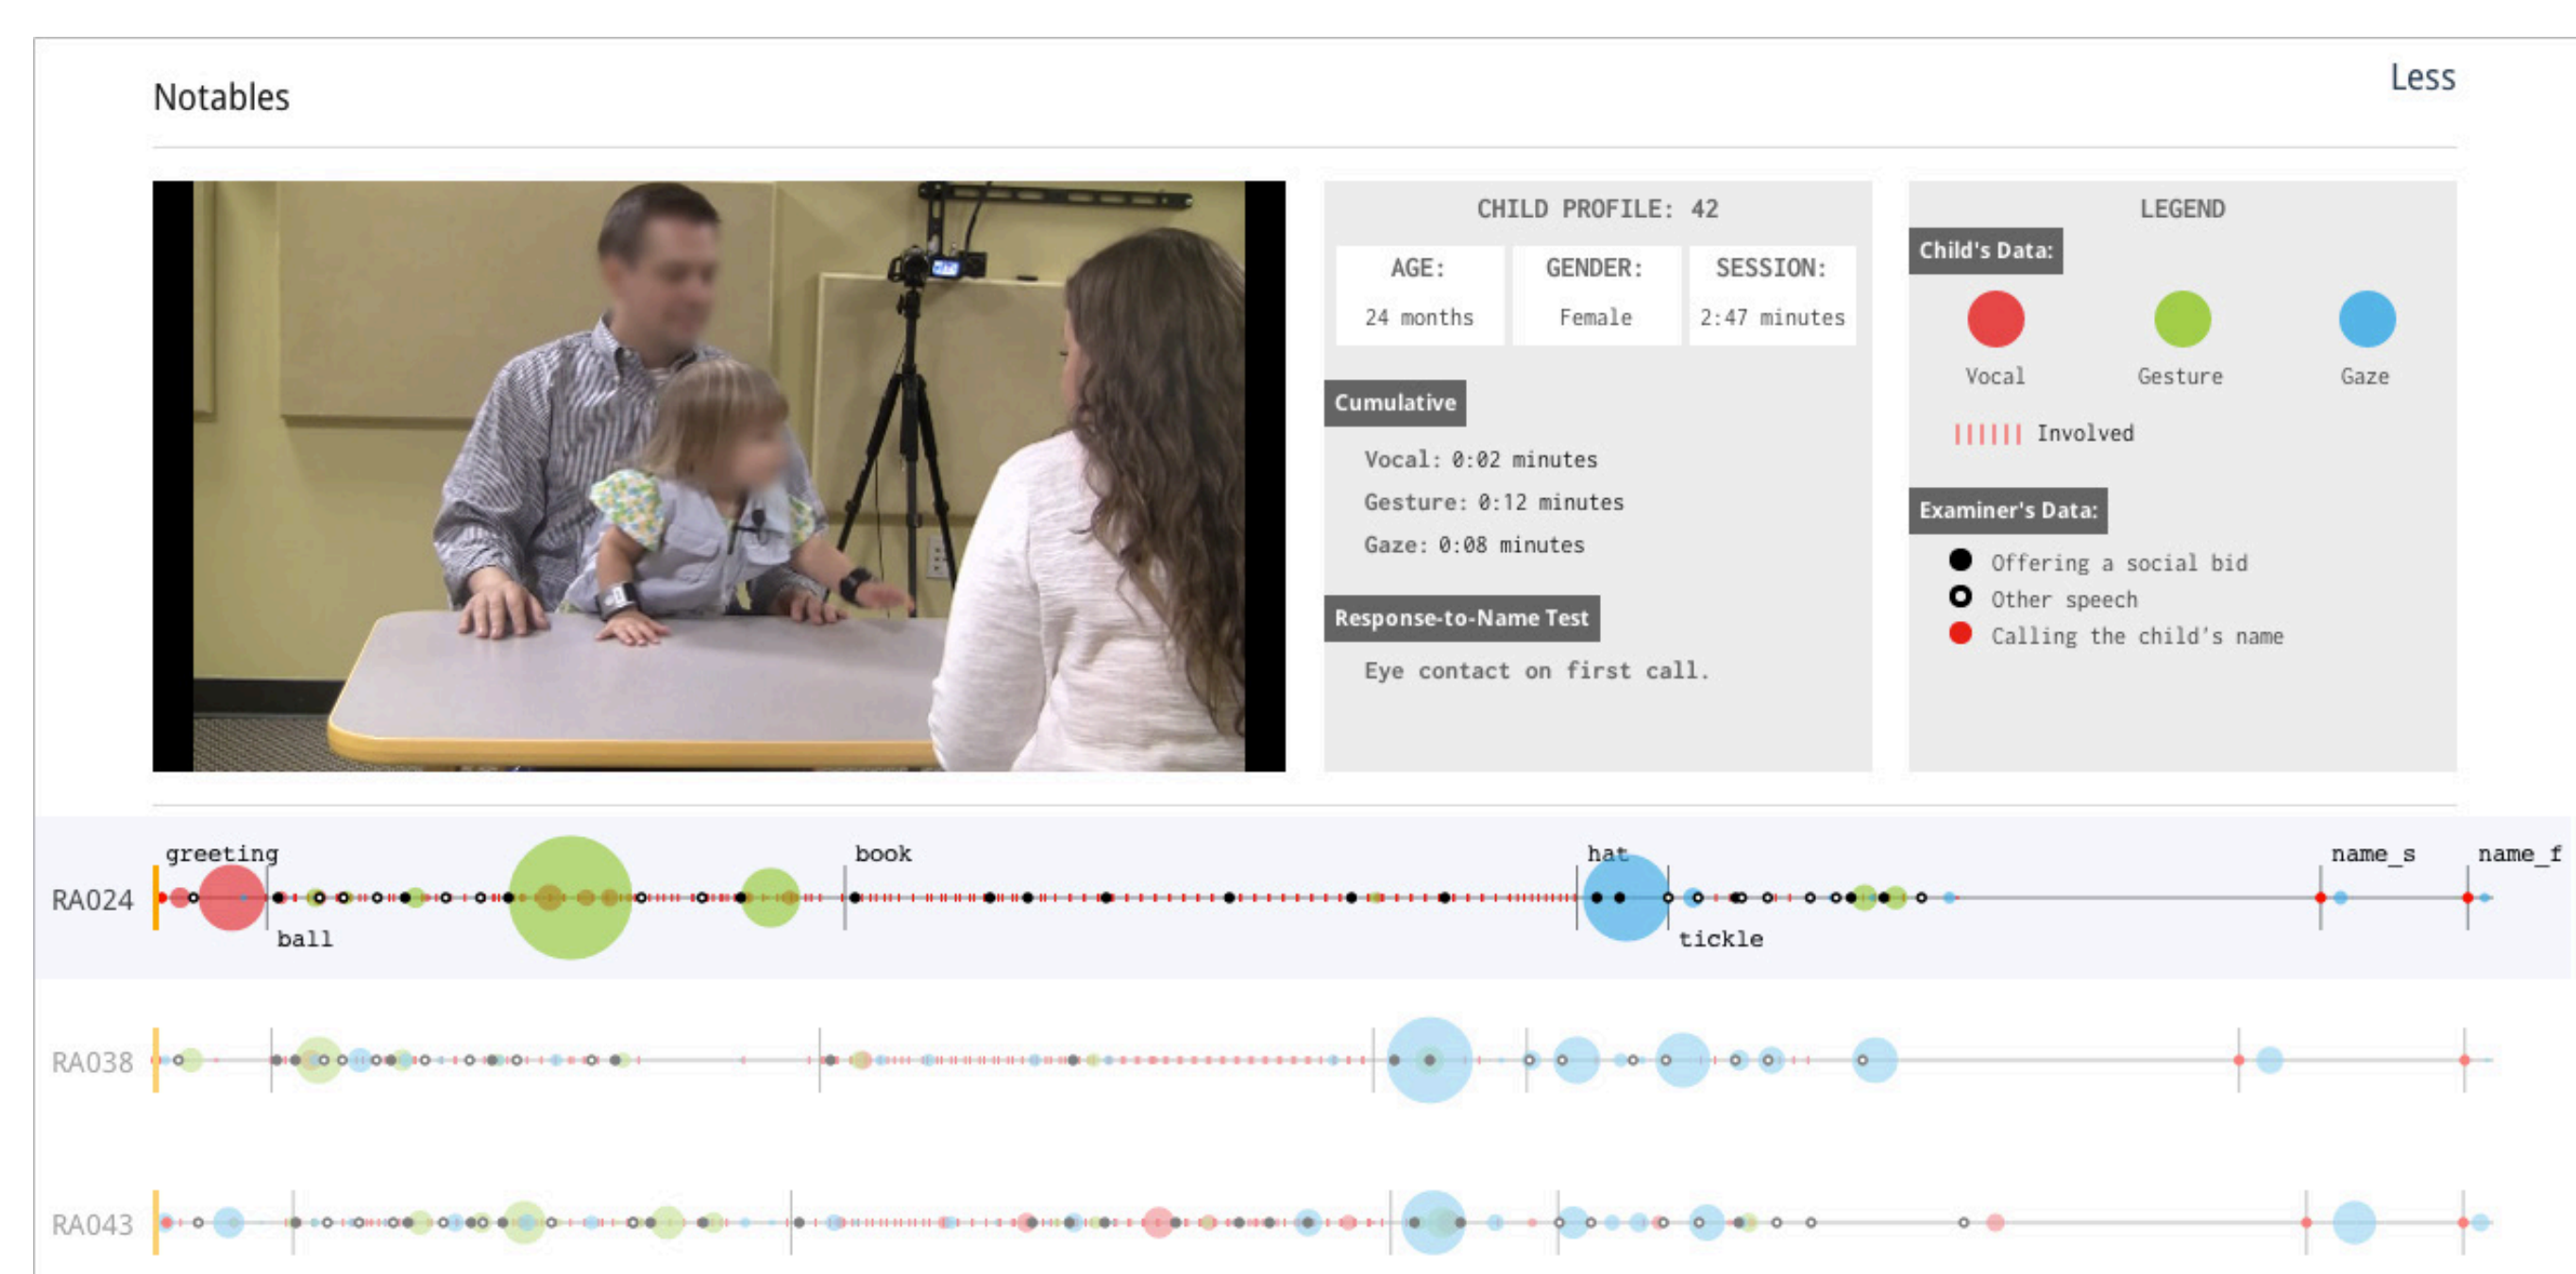 Notables
Less
CHILD PROFILE: 42
AGE:
24 months
GENDER:
Female
SESSION:
2:47 minutes
Cumulative
Vocal: 0:02 minutes
Gesture: 0:12 minutes
Gaze: 0:08 minutes
Response-to-Name Test
Eye contact on first call.
LEGEND
Child's Data:
Vocal
Gesture
Gaze
Involved
Examiner's Data:
Offering a social bid
Other speech
Calling the child's name
greeting
book
hat
name_s
name_f
RA024
ball
tickle
RA038
RA043